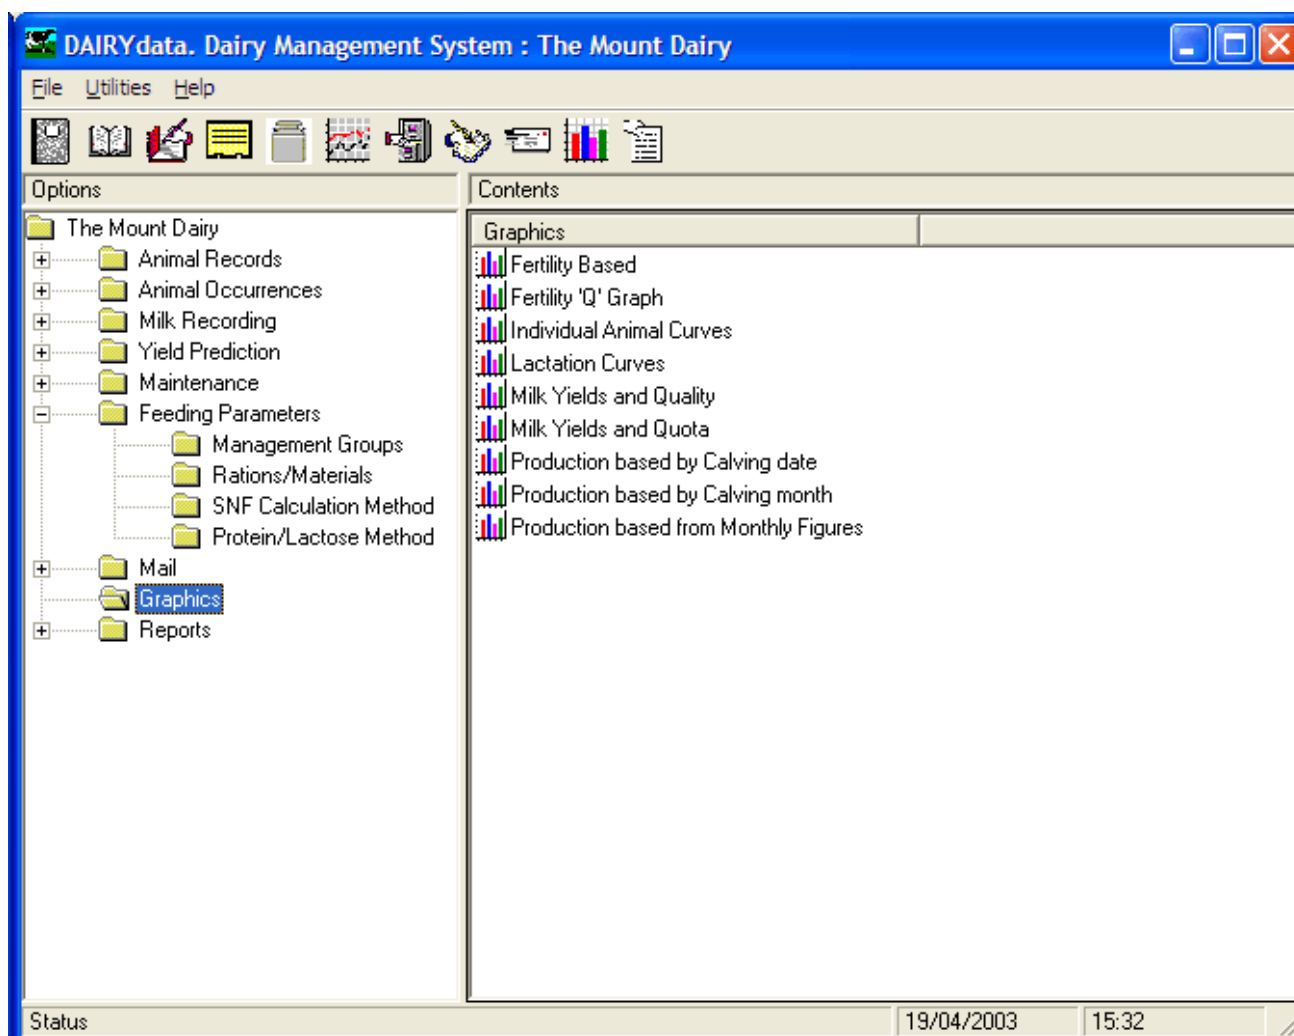 DAIRYdata. Dairy Management System : The Mount Dairy
File Utilities Help
Options
Contents
The Mount Dairy
Animal Records
Animal Occurrences
Milk Recording
Yield Prediction
Maintenance
Feeding Parameters
Management Groups
Rations/Materials
SNF Calculation Method
Protein/Lactose Method
Mail
Graphics
Reports
Graphics
Fertility Based
Fertility 'Q' Graph
Individual Animal Curves
Lactation Curves
Milk Yields and Quality
Milk Yields and Quota
Production based by Calving date
Production based by Calving month
Production based from Monthly Figures
Status
19/04/2003
15:32